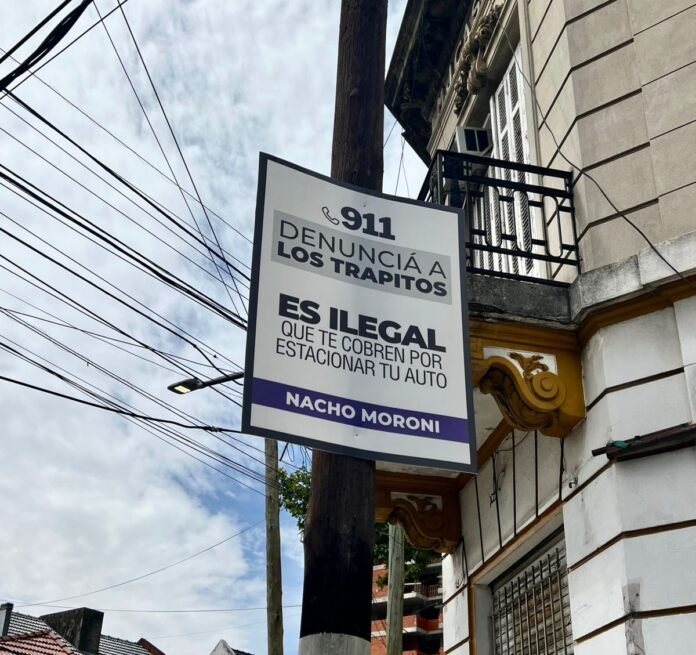 911
DENUNCIÁ A
LOS TRAPITOS
ES ILEGAL
QUE TE COBREN POR
ESTACIONAR TU AUTO
NACHO MORONI